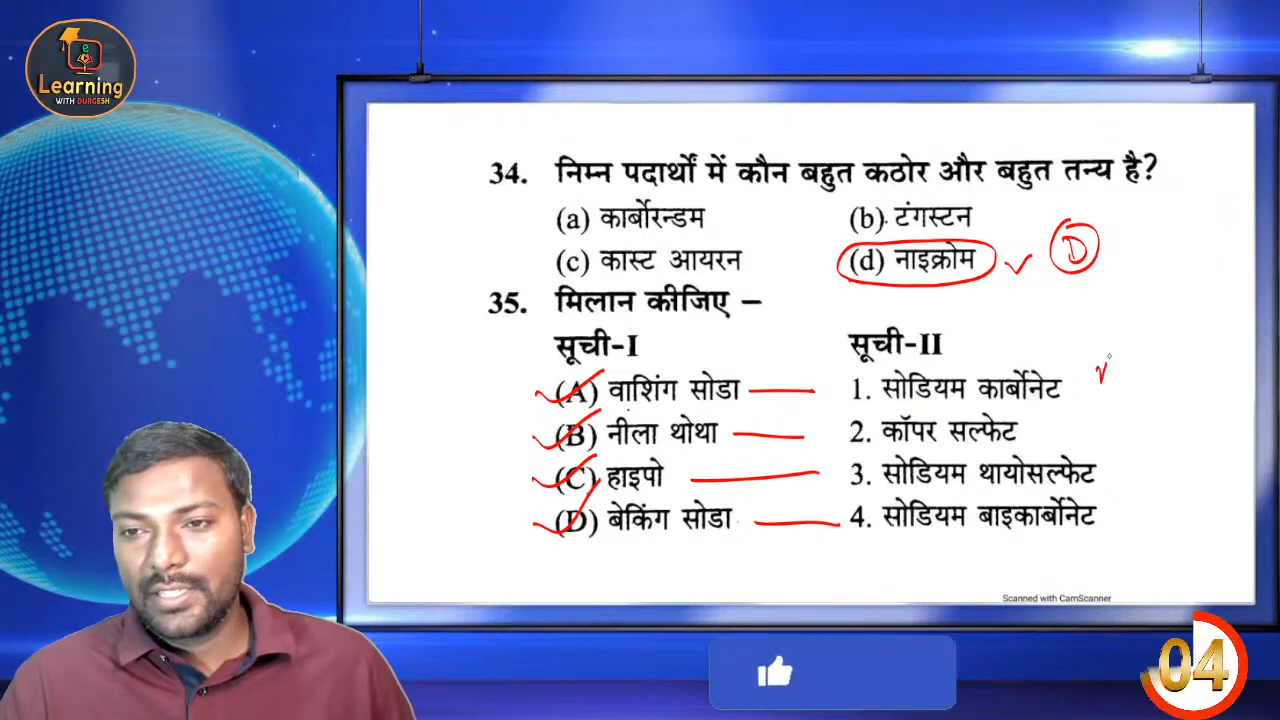 e
Learning
WITH DURGESH
34. निम्न पदार्थों में कौन बहुत कठोर और बहुत तन्य है?
(a) कार्बोरन्डम (b) टंगस्टन
(c) कास्ट आयरन (d) नाइक्रोम D
35. मिलान कीजिए –
सूची-I सूची-II
(A) वाशिंग सोडा 1. सोडियम कार्बोनेट
(B) नीला थोथा 2. कॉपर सल्फेट
(C) हाइपो 3. सोडियम थायोसल्फेट
(D) बेकिंग सोडा 4. सोडियम बाइकार्बोनेट
Scanned with CamScanner
04